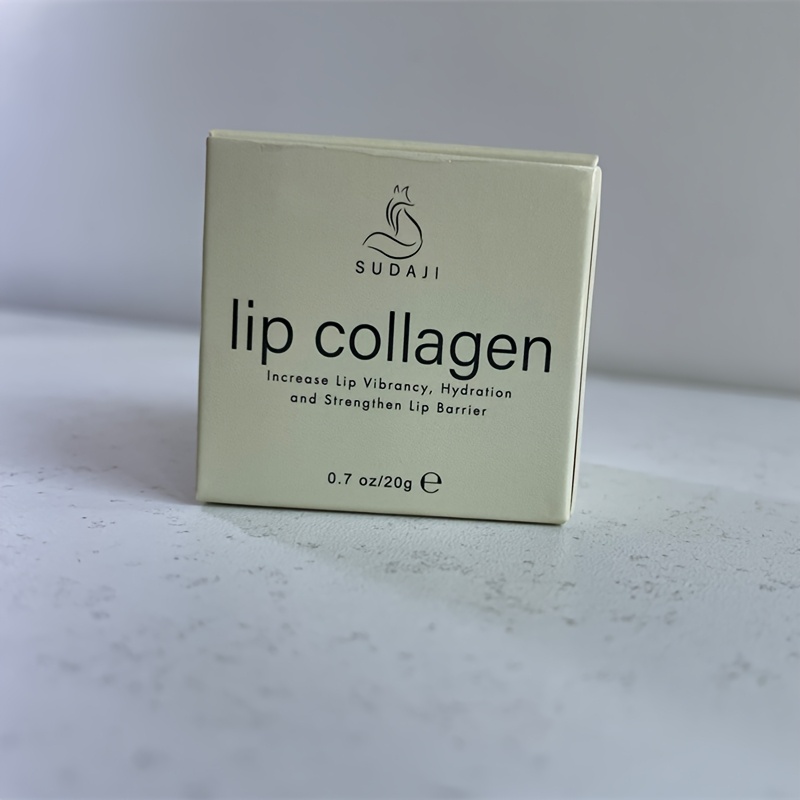 SUDAJI
lip collagen
Increase Lip Vibrancy, Hydration
and Strengthen Lip Barrier
0.7 oz/20g ℮